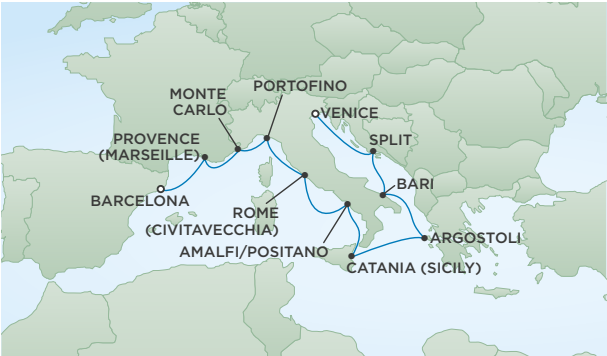 PORTOFINO
MONTE
CARLO
VENICE
PROVENCE
(MARSEILLE)
SPLIT
BARCELONA
BARI
ROME
(CIVITAVECCHIA)
AMALFI/POSITANO
ARGOSTOLI
CATANIA (SICILY)